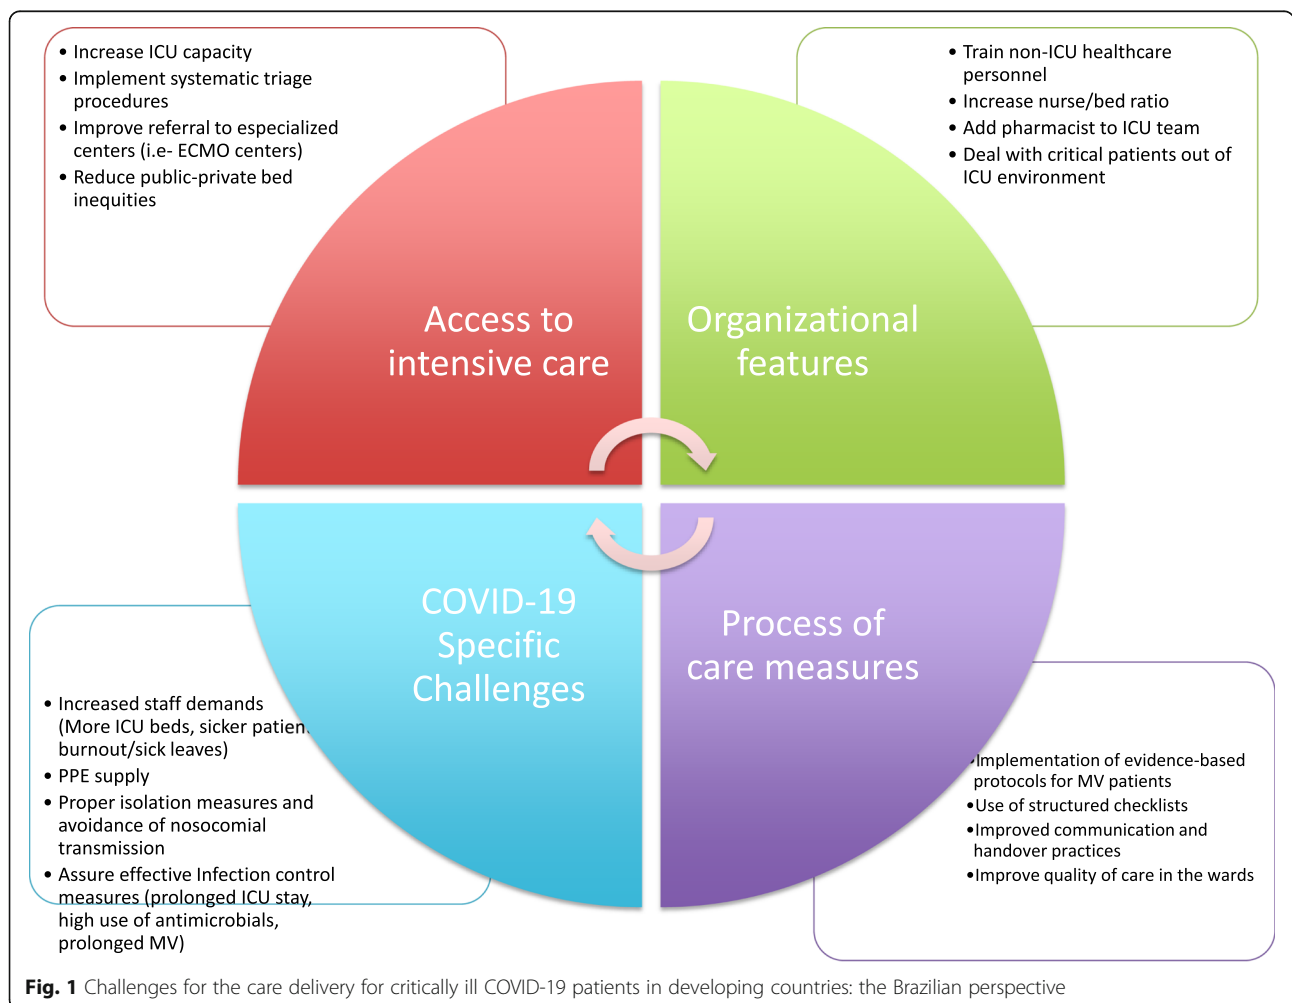 • Increase ICU capacity
• Implement systematic triage
procedures
• Improve referral to especialized
centers (i.e- ECMO centers)
• Reduce public-private bed
inequities
• Train non-ICU healthcare
personnel
• Increase nurse/bed ratio
• Add pharmacist to ICU team
• Deal with critical patients out of
ICU environment
Access to
intensive care
Organizational
features
COVID-19
Specific
Challenges
Process of
care measures
• Increased staff demands
(More ICU beds, sicker patien
burnout/sick leaves)
• PPE supply
• Proper isolation measures and
avoidance of nosocomial
transmission
• Assure effective Infection control
measures (prolonged ICU stay,
high use of antimicrobials,
prolonged MV)
•Implementation of evidence-based
protocols for MV patients
•Use of structured checklists
•Improved communication and
handover practices
•Improve quality of care in the wards
Fig. 1 Challenges for the care delivery for critically ill COVID-19 patients in developing countries: the Brazilian perspective